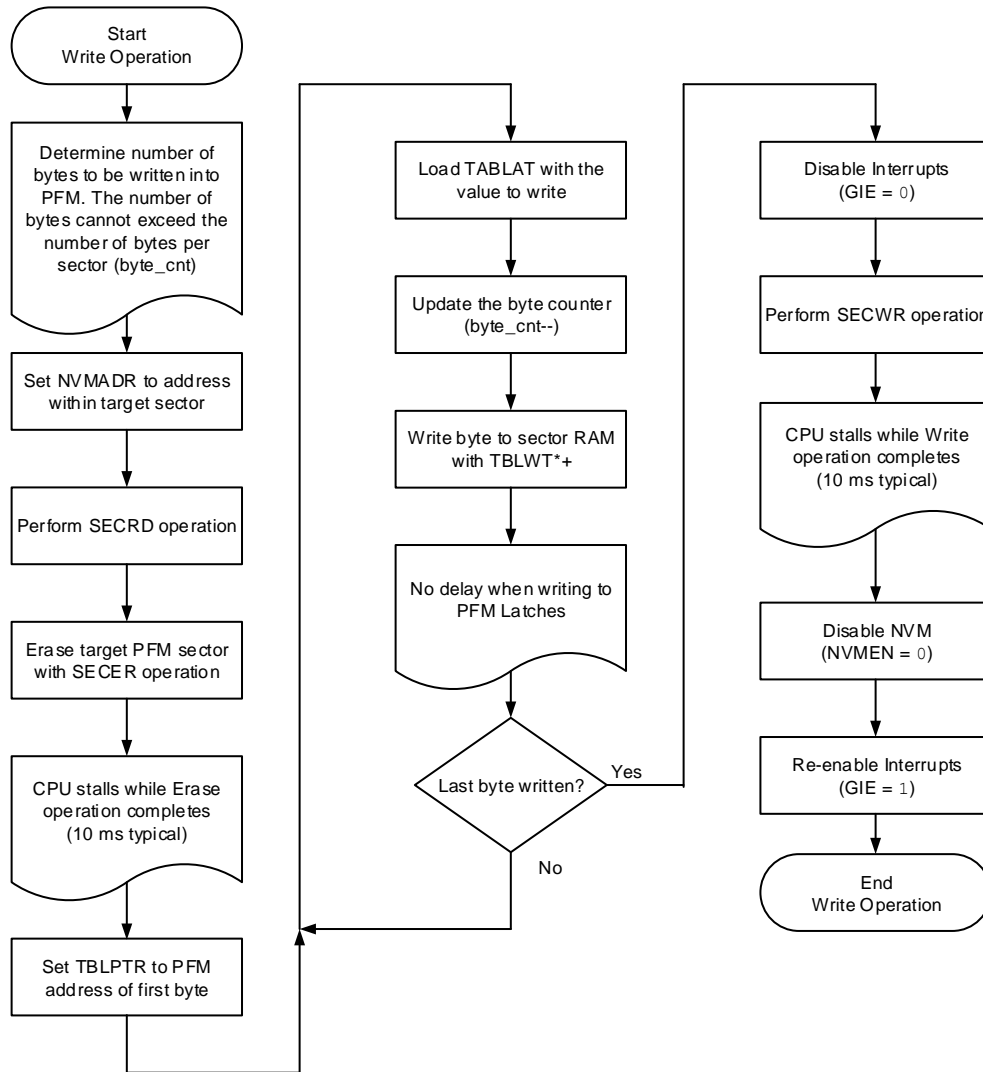 Start
Write Operation
Determine number of
bytes to be written into
PFM. The number of
bytes cannot exceed the
number of bytes per
sector (byte_cnt)
Set NVMADR to address
within target sector
Perform SECRD operation
Erase target PFM sector
with SECER operation
CPU stalls while Erase
operation completes
(10 ms typical)
Set TBLPTR to PFM
address of first byte
Load TABLAT with the
value to write
Update the byte counter
(byte_cnt--)
Write byte to sector RAM
with TBLWT*+
No delay when writing to
PFM Latches
Last byte written?
Yes
No
Disable Interrupts
(GIE = 0)
Perform SECWR operation
CPU stalls while Write
operation completes
(10 ms typical)
Disable NVM
(NVMEN = 0)
Re-enable Interrupts
(GIE = 1)
End
Write Operation